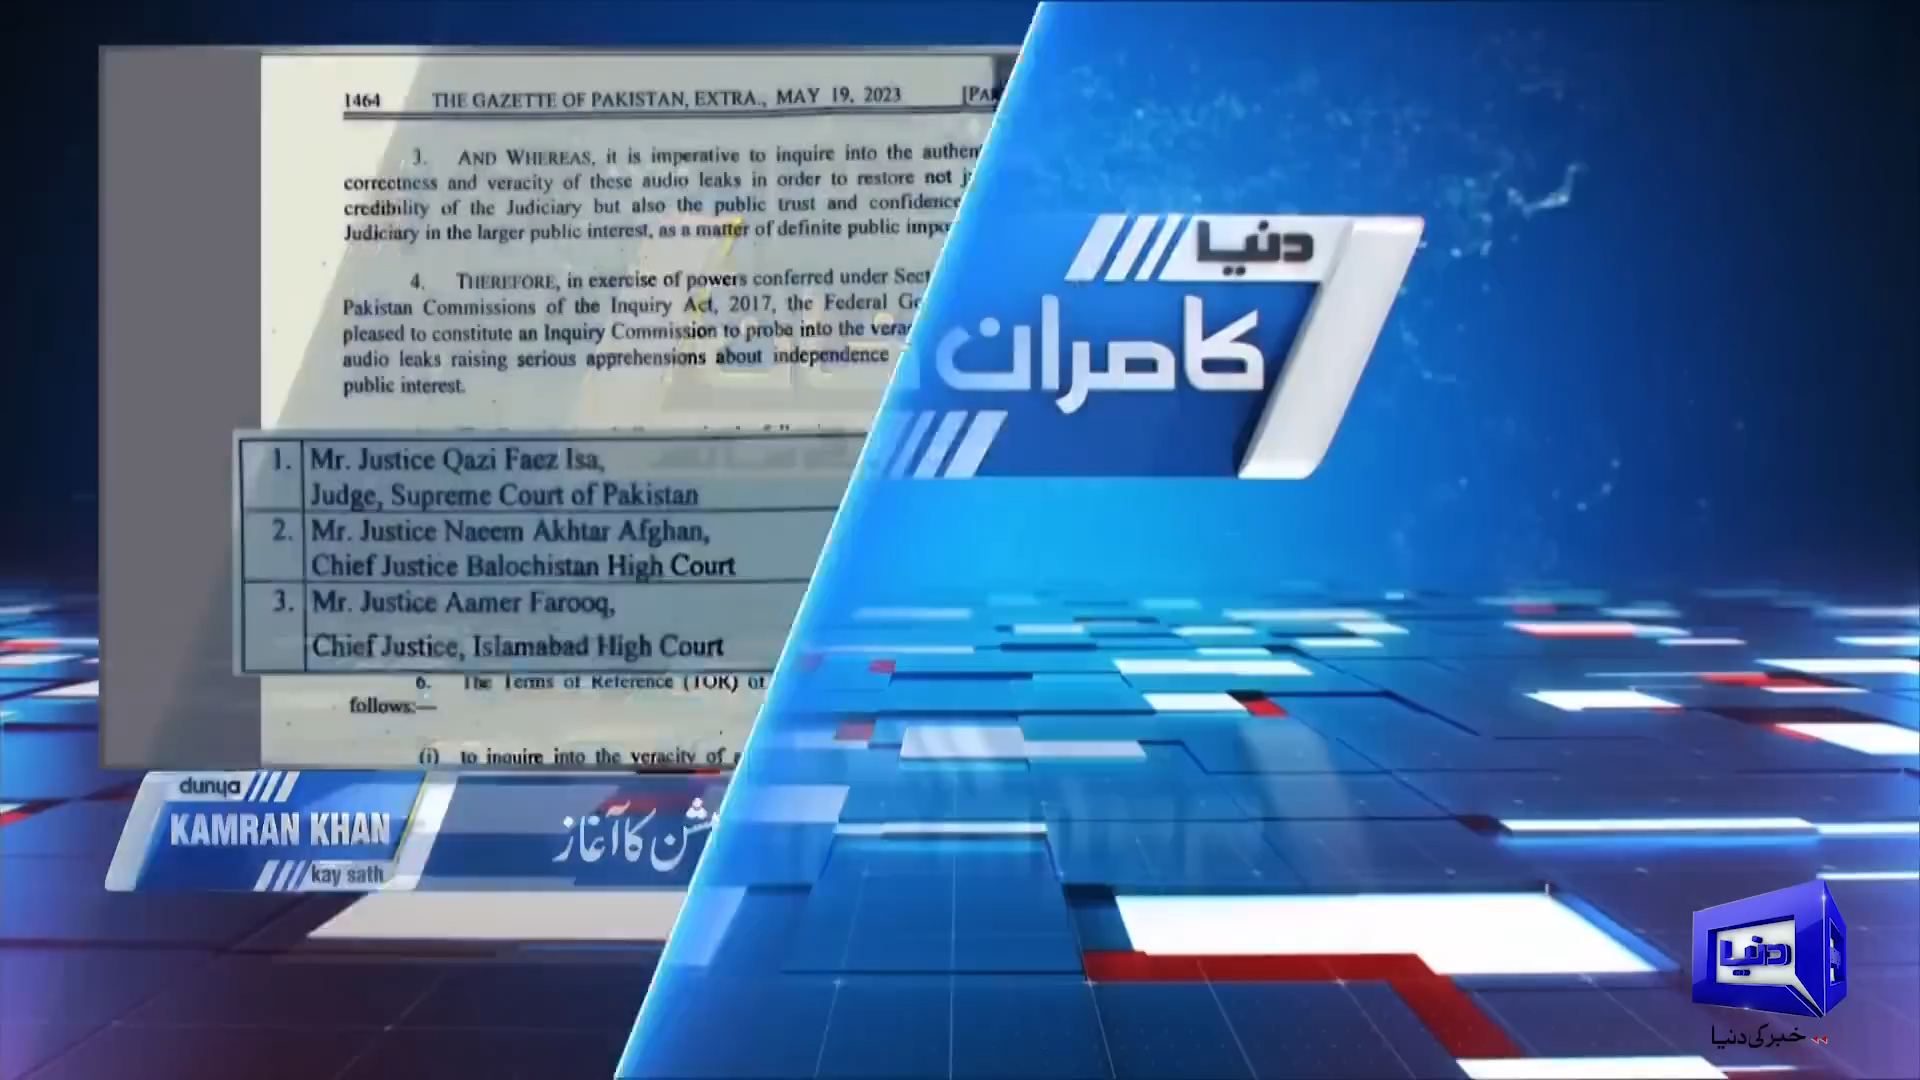 1464 THE GAZETTE OF PAKISTAN, EXTRA., MAY 19, 2023
3. AND WHEREAS, it is imperative to inquire into the
correctness and veracity of these audio leaks in order to restore not
credibility of the Judiciary but also the public trust and confidence
Judiciary in the larger public interest, as a matter of definite public
4. THEREFORE, in exercise of powers conferred under
Pakistan Commissions of the Inquiry Act, 2017, the Federal
pleased to constitute an Inquiry Commission to probe into the
audio leaks raising serious apprehensions about independence
public interest.
1. Mr. Justice Qazi Faez Isa,
Judge, Supreme Court of Pakistan
2. Mr. Justice Naeem Akhtar Afghan,
Chief Justice Balochistan High Court
3. Mr. Justice Aamer Farooq,
Chief Justice, Islamabad High Court
6. The Terms of Reference (TOR) of
follows:—
(i) to inquire into the veracity of
دنیا
کامران خان
dunya
KAMRAN KHAN
kay sath
کا آغاز
دنیا
خبر کی دنیا